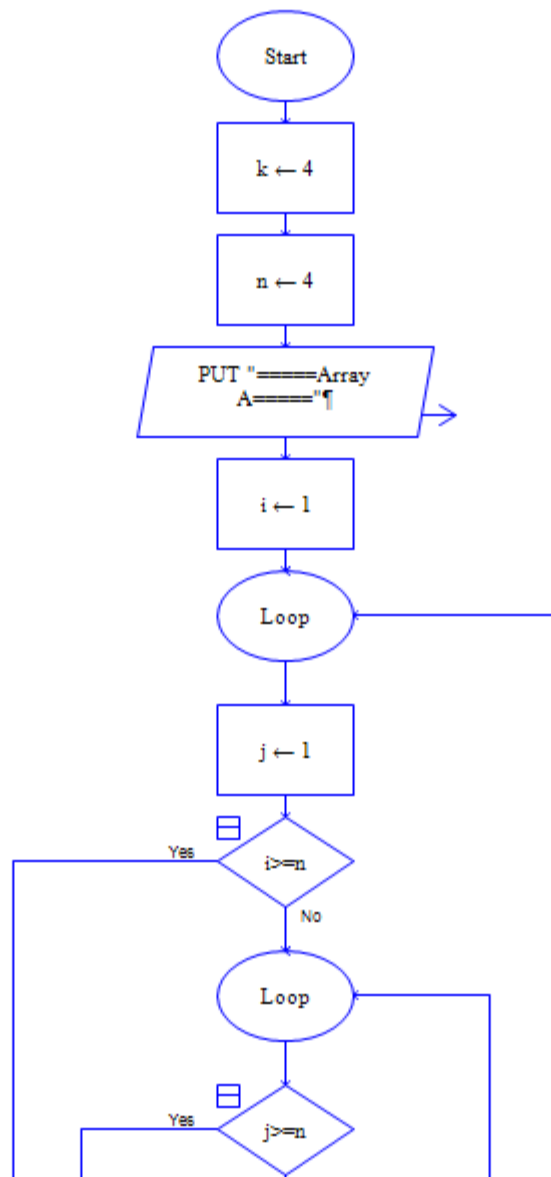 Start
k ← 4
n ← 4
PUT "=====Array
A====="¶
i ← 1
Loop
j ← 1
Yes
i>=n
No
Loop
Yes
j>=n